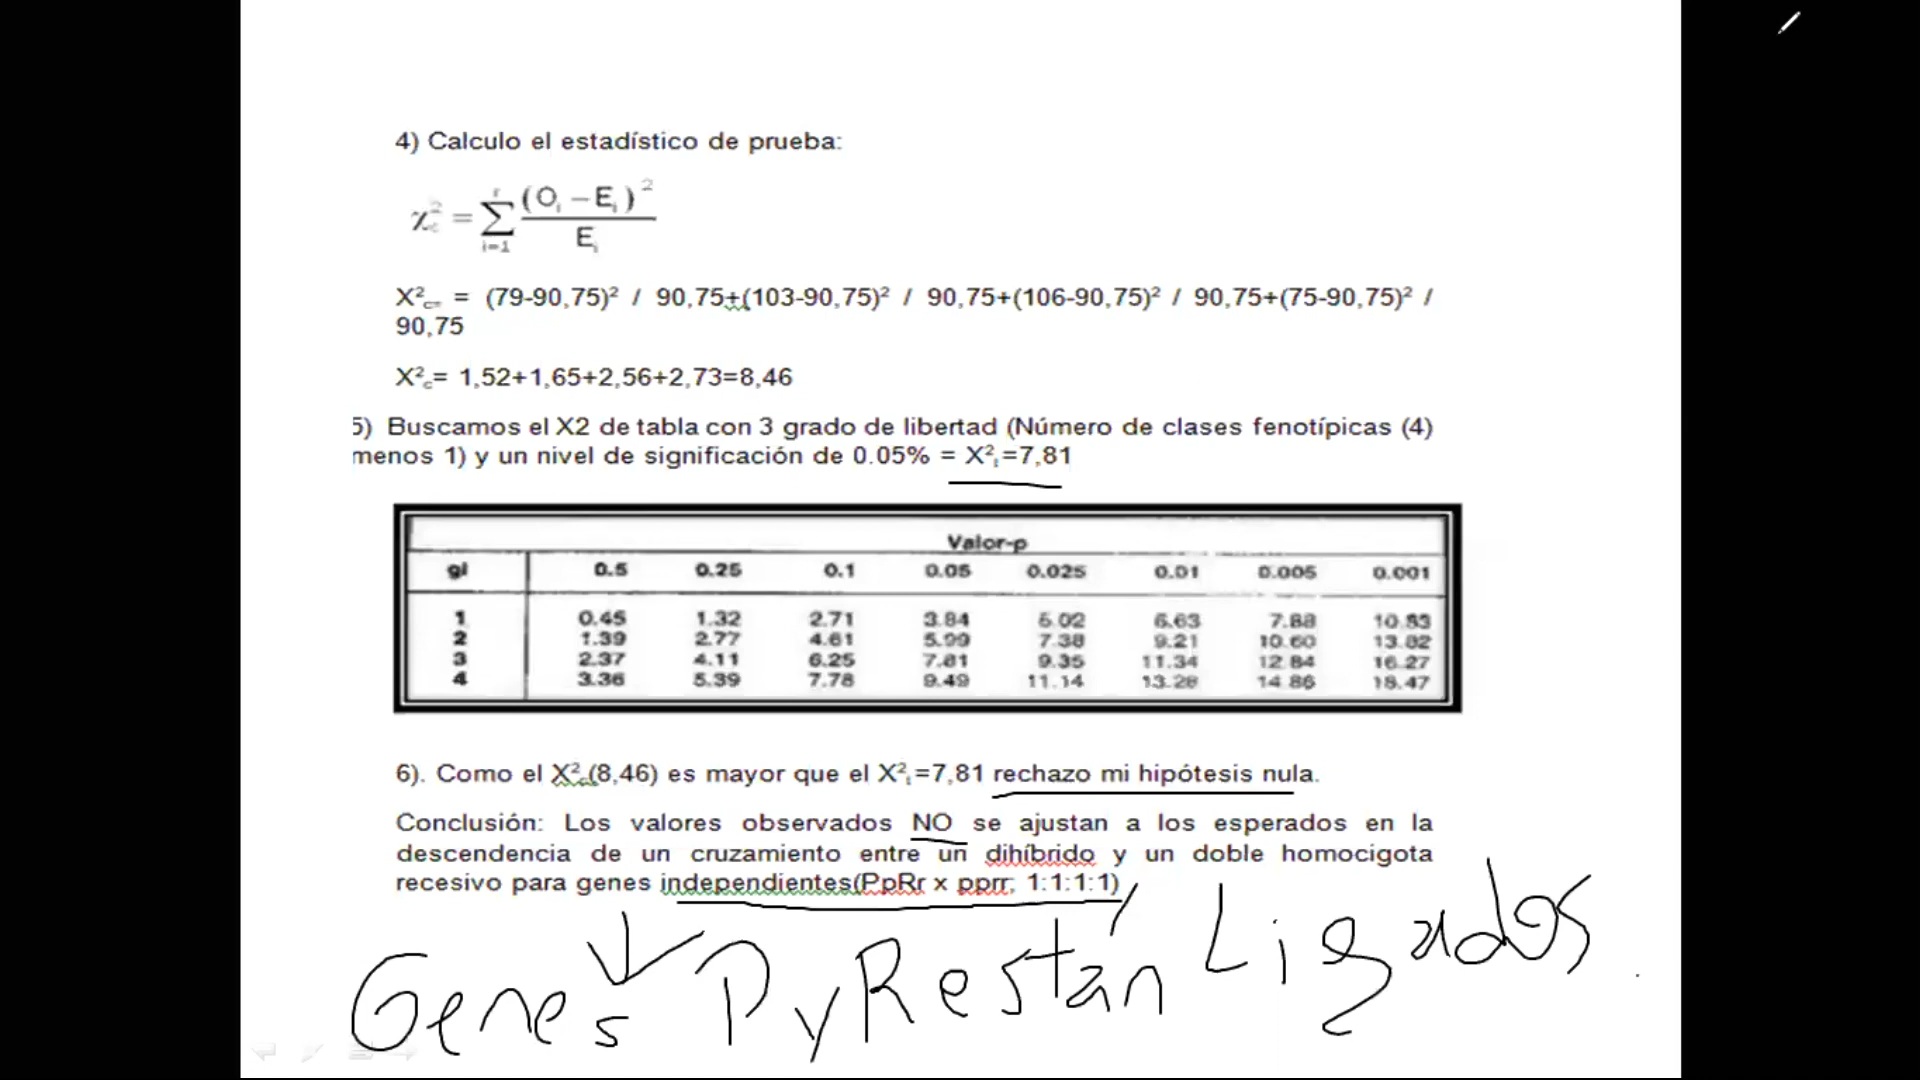 4) Calculo el estadístico de prueba:
χ²c = Σ (Oi – Ei)² / Ei
r
i=1
X²c= = (79-90,75)² / 90,75+(103-90,75)² / 90,75+(106-90,75)² / 90,75+(75-90,75)² /
90,75
X²c= 1,52+1,65+2,56+2,73=8,46
5) Buscamos el X2 de tabla con 3 grado de libertad (Número de clases fenotípicas (4)
menos 1) y un nivel de significación de 0.05% = X²t=7,81
Valor-p
gl 0.5 0.25 0.1 0.05 0.025 0.01 0.005 0.001
1 0.45 1.32 2.71 3.84 5.02 6.63 7.88 10.83
2 1.39 2.77 4.61 5.99 7.38 9.21 10.60 13.82
3 2.37 4.11 6.25 7.81 9.35 11.34 12.84 16.27
4 3.36 5.39 7.78 9.49 11.14 13.28 14.86 18.47
6). Como el X²c(8,46) es mayor que el X²t=7,81 rechazo mi hipótesis nula.
Conclusión: Los valores observados NO se ajustan a los esperados en la
descendencia de un cruzamiento entre un dihíbrido y un doble homocigota
recesivo para genes independientes(PpRr x pprr; 1:1:1:1)
Genes P y R están Ligados